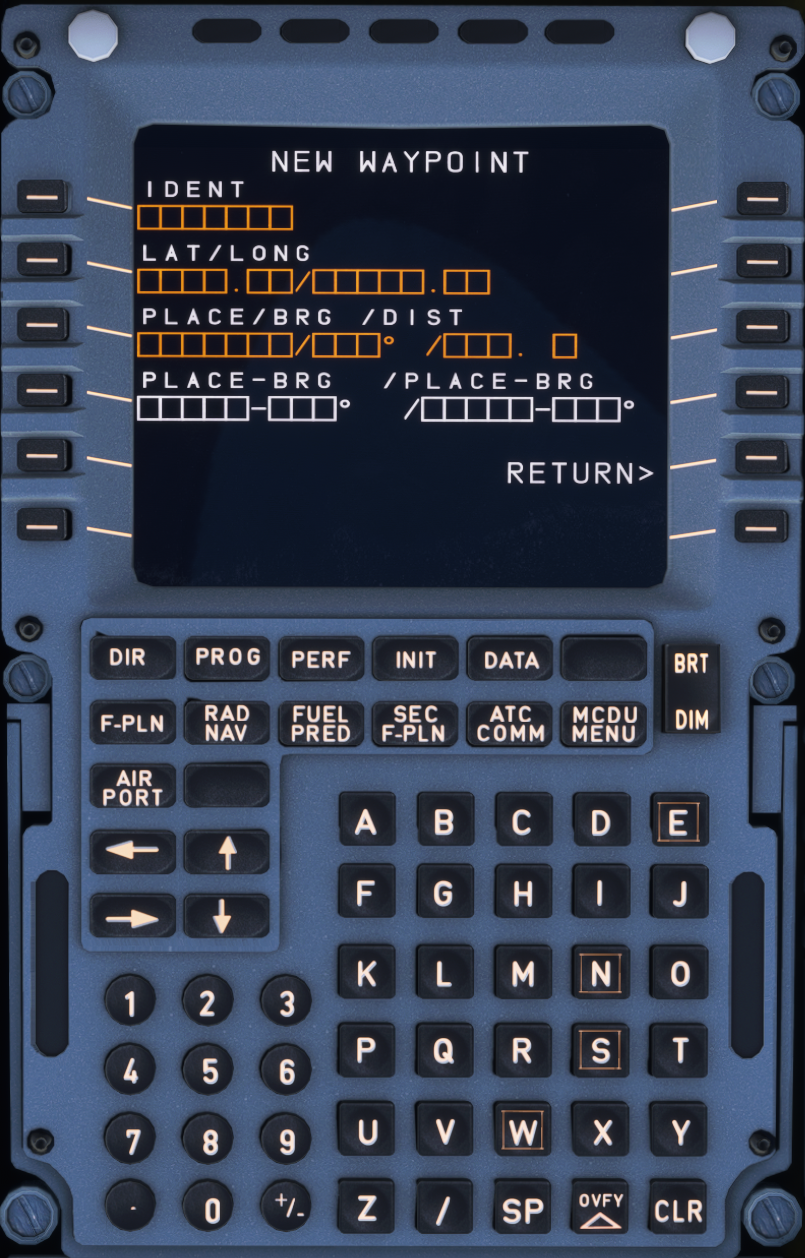 NEW WAYPOINT
IDENT
□□□□□□□
LAT/LONG
□□□□.□□/□□□□□.□□
PLACE/BRG /DIST
□□□□□□□/□□□° /□□□. □
PLACE-BRG /PLACE-BRG
□□□□□-□□□° /□□□□□-□□□°
RETURN>
DIR PROG PERF INIT DATA
BRT
DIM
F-PLN RAD NAV FUEL PRED SEC F-PLN ATC COMM MCDU MENU
AIR PORT
← ↑
→ ↓
A B C D E
F G H I J
K L M N O
P Q R S T
U V W X Y
Z / SP OVFY △ CLR
1 2 3
4 5 6
7 8 9
. 0 +/-